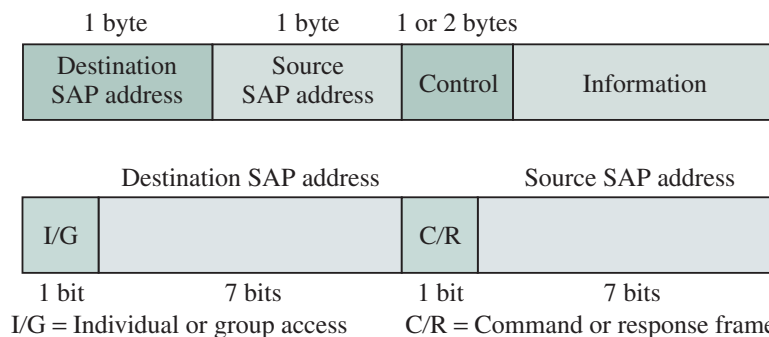 1 byte 1 byte 1 or 2 bytes
Destination SAP address
Source SAP address
Control
Information
Destination SAP address Source SAP address
I/G
C/R
1 bit 7 bits 1 bit 7 bits
I/G = Individual or group access C/R = Command or response frame